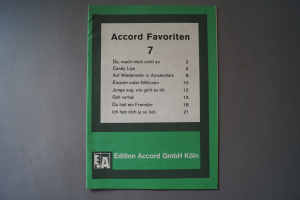 Accord Favoriten
7
Du, mach mich nicht an 2
Candy Lips 5
Auf Wiedersehn in Amsterdam 8
Einsam unter Millionen 10
Junge sag, wie geht es dir 12
Geh vorbei 15
Du bist ein Fremder 18
Ich hab dich ja so lieb 21
Edition Accord GmbH Köln